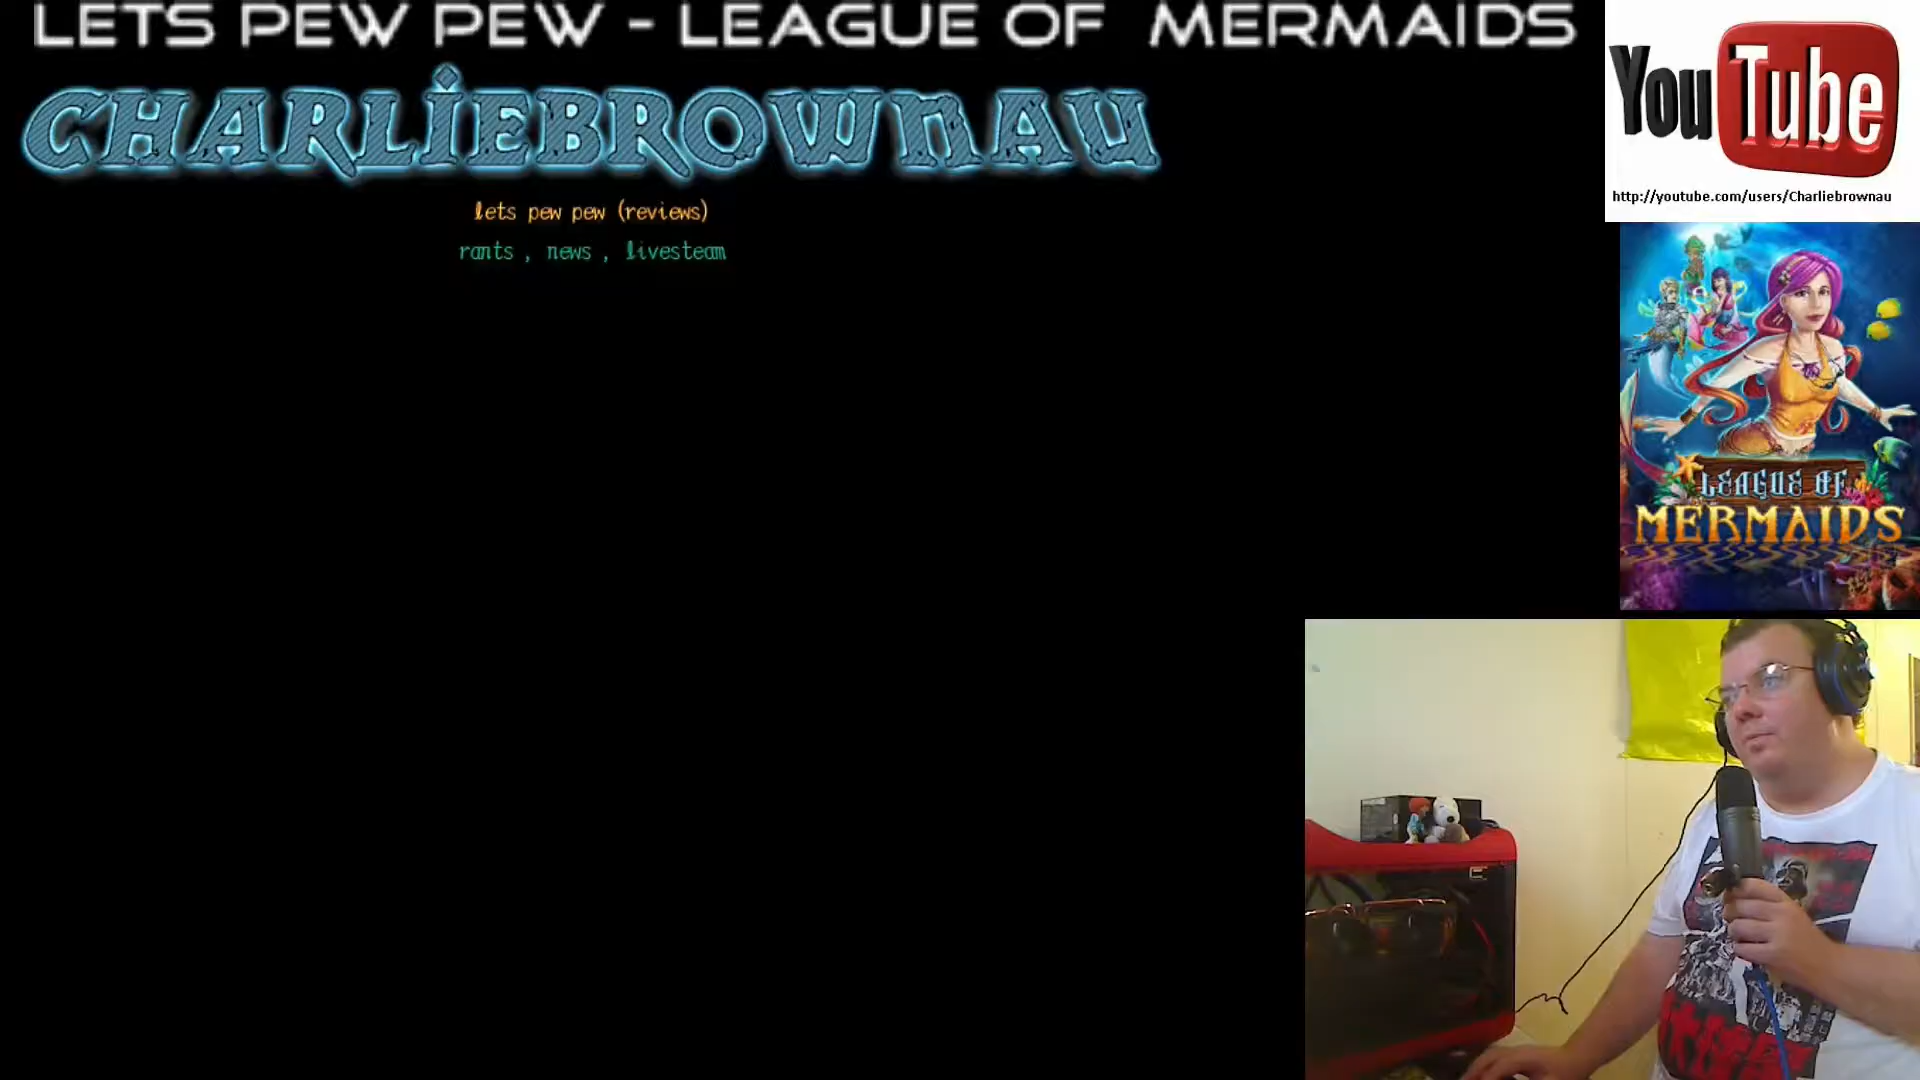 LETS PEW PEW - LEAGUE OF MERMAIDS
CHARLIEBROWNAU
lets pew pew (reviews)
rants , news , livesteam
YouTube
http://youtube.com/users/Charliebrownau
LEAGUE OF
MERMAIDS